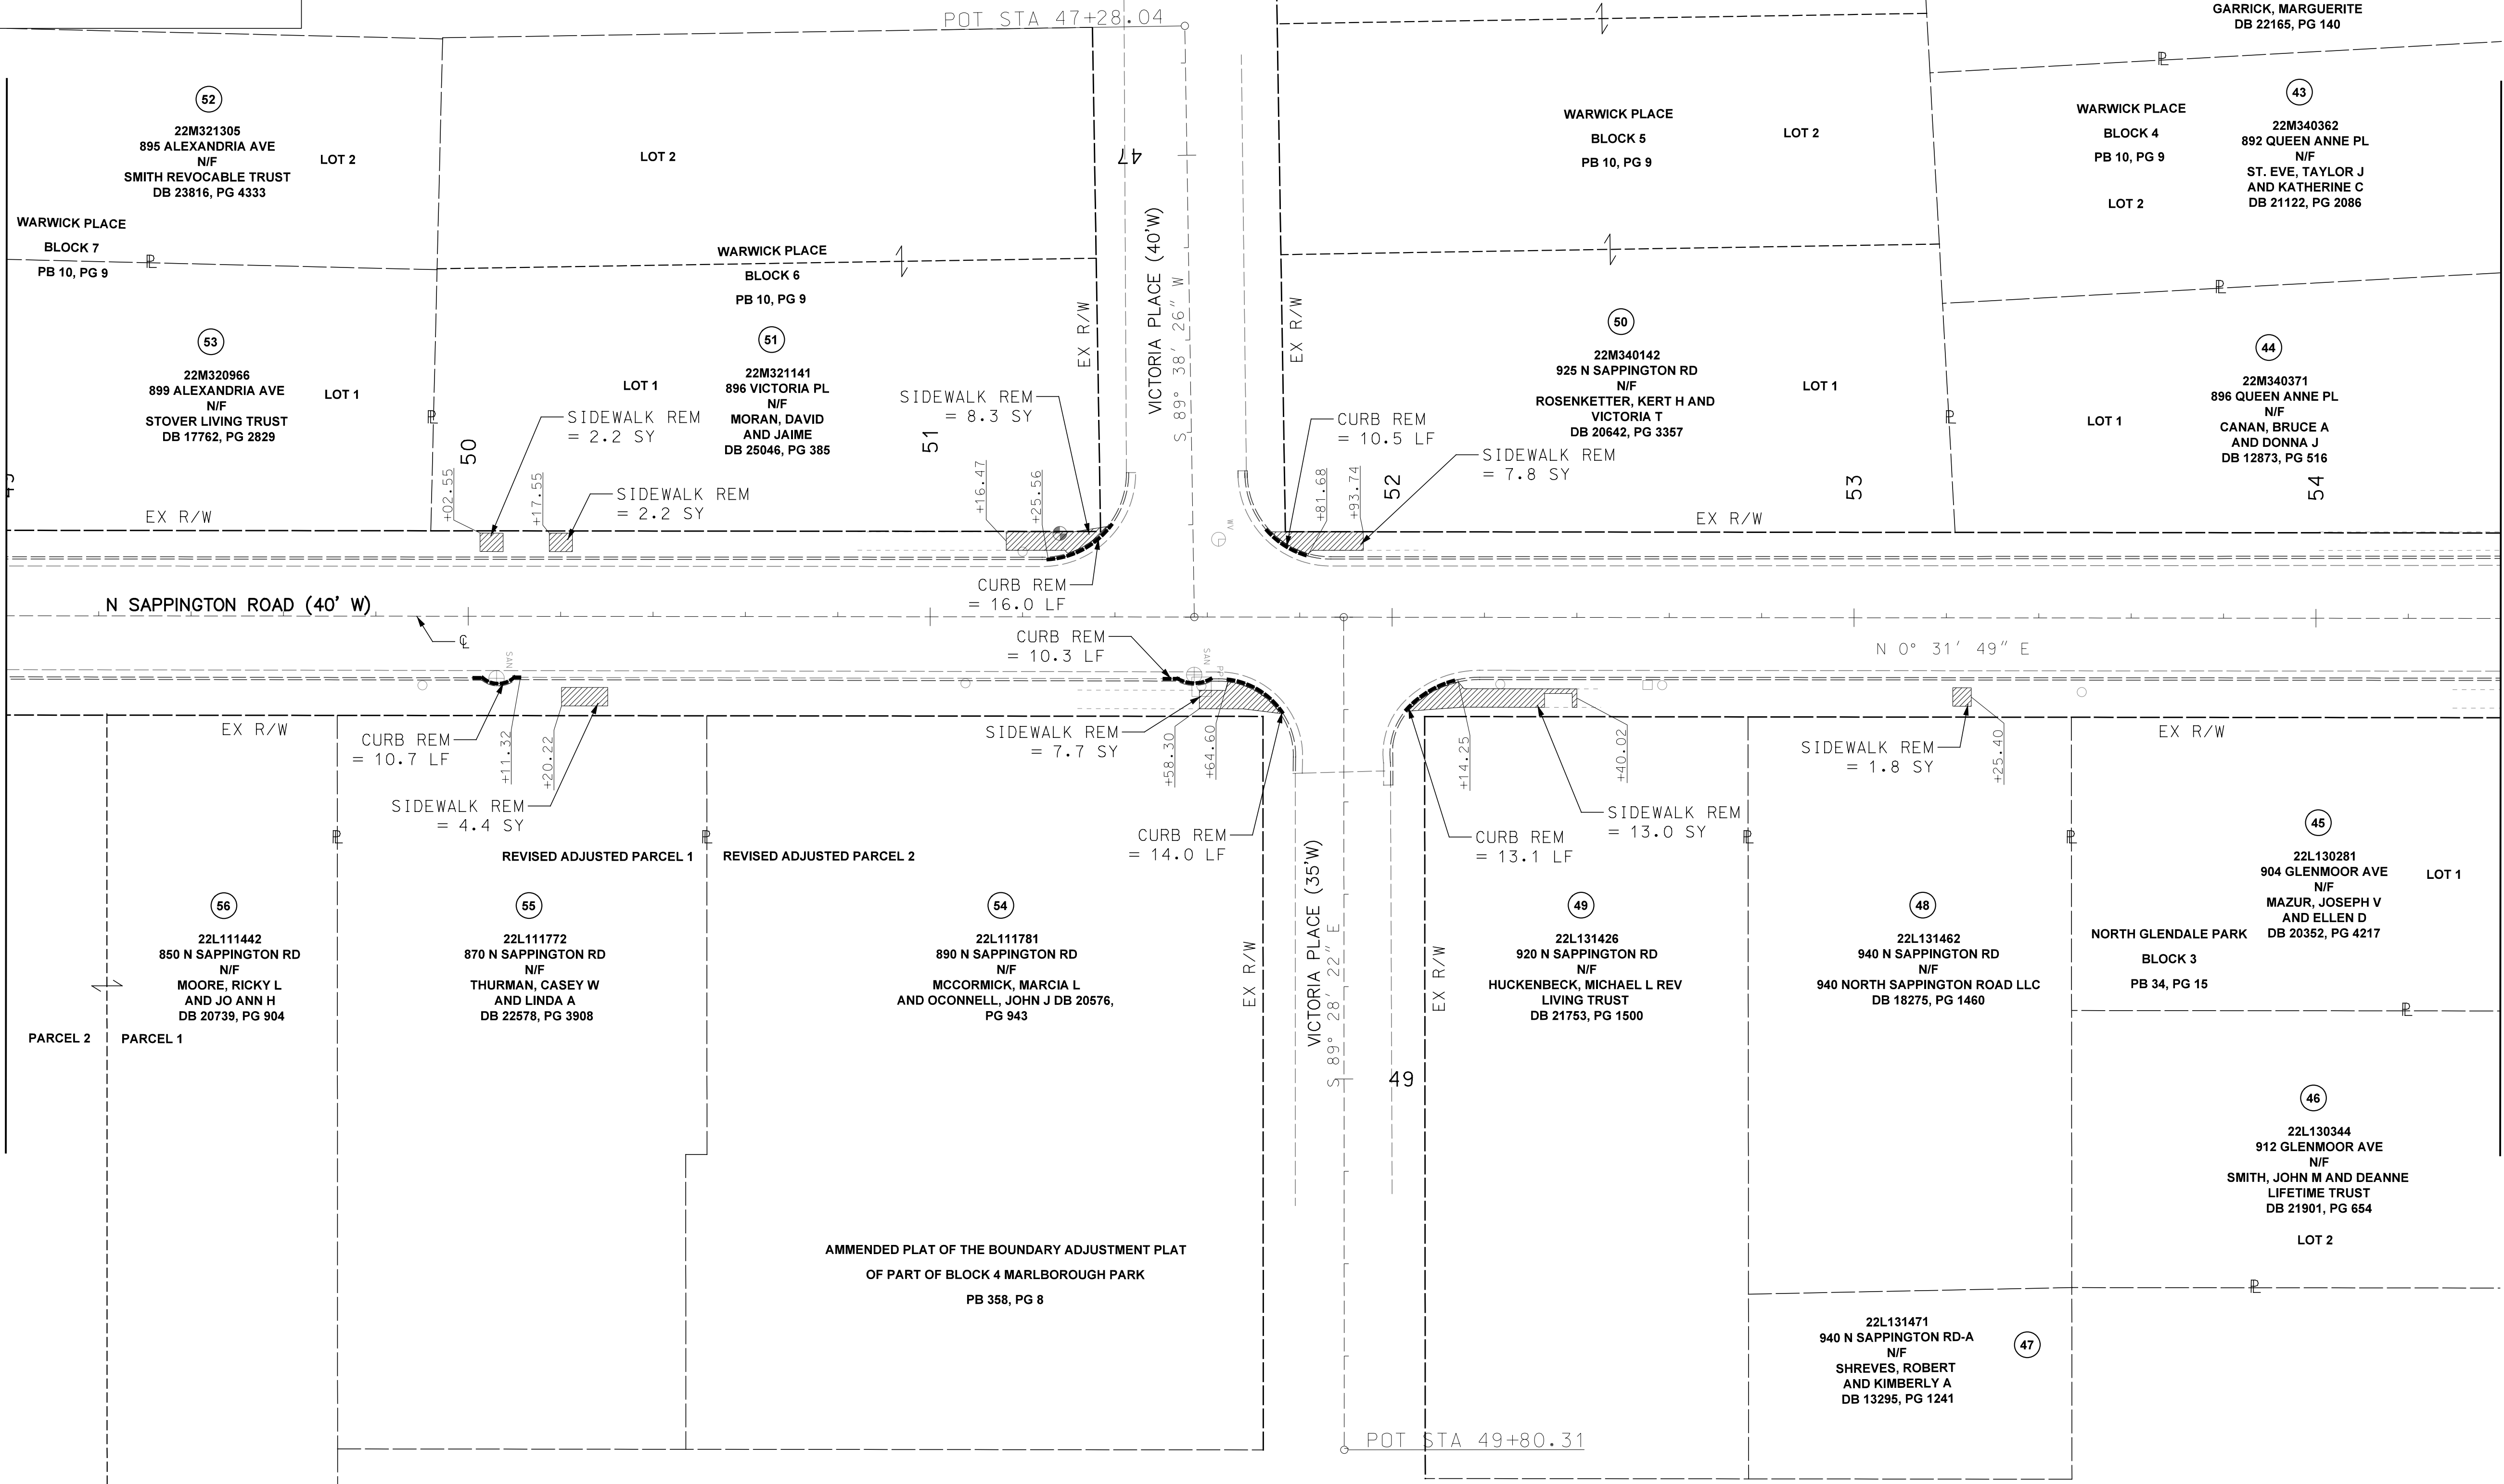 POT STA 47+28.04
GARRICK, MARGUERITE
DB 22165, PG 140
52
22M321305
895 ALEXANDRIA AVE
N/F
SMITH REVOCABLE TRUST
DB 23816, PG 4333
LOT 2
WARWICK PLACE
BLOCK 7
PB 10, PG 9
LOT 2
WARWICK PLACE
BLOCK 6
PB 10, PG 9
47
VICTORIA PLACE (40'W)
S 89° 38' 26" W
WARWICK PLACE
BLOCK 5
PB 10, PG 9
LOT 2
WARWICK PLACE
BLOCK 4
PB 10, PG 9
LOT 2
43
22M340362
892 QUEEN ANNE PL
N/F
ST. EVE, TAYLOR J
AND KATHERINE C
DB 21122, PG 2086
PL
PL
PL
53
22M320966
899 ALEXANDRIA AVE
N/F
STOVER LIVING TRUST
DB 17762, PG 2829
LOT 1
PL
LOT 1
51
22M321141
896 VICTORIA PL
N/F
MORAN, DAVID
AND JAIME
DB 25046, PG 385
EX R/W
EX R/W
50
22M340142
925 N SAPPINGTON RD
N/F
ROSENKETTER, KERT H AND
VICTORIA T
DB 20642, PG 3357
LOT 1
PL
LOT 1
44
22M340371
896 QUEEN ANNE PL
N/F
CANAN, BRUCE A
AND DONNA J
DB 12873, PG 516
SIDEWALK REM
= 2.2 SY
SIDEWALK REM
= 2.2 SY
SIDEWALK REM
= 8.3 SY
CURB REM
= 10.5 LF
SIDEWALK REM
= 7.8 SY
49
50
51
52
53
54
+02.55
+17.55
+16.47
+25.56
+81.68
+93.74
EX R/W
EX R/W
WV
CURB REM
= 16.0 LF
N SAPPINGTON ROAD (40' W)
CL
CURB REM
= 10.3 LF
N 0° 31' 49" E
SAN
SAN
PP
EX R/W
CURB REM
= 10.7 LF
+11.32
+20.22
SIDEWALK REM
= 4.4 SY
SIDEWALK REM
= 7.7 SY
+58.30
+64.60
CURB REM
= 14.0 LF
+14.25
CURB REM
= 13.1 LF
+40.02
SIDEWALK REM
= 13.0 SY
SIDEWALK REM
= 1.8 SY
+25.40
EX R/W
PL
PL
PL
PL
REVISED ADJUSTED PARCEL 1
REVISED ADJUSTED PARCEL 2
56
22L111442
850 N SAPPINGTON RD
N/F
MOORE, RICKY L
AND JO ANN H
DB 20739, PG 904
PARCEL 2
PARCEL 1
55
22L111772
870 N SAPPINGTON RD
N/F
THURMAN, CASEY W
AND LINDA A
DB 22578, PG 3908
54
22L111781
890 N SAPPINGTON RD
N/F
MCCORMICK, MARCIA L
AND OCONNELL, JOHN J DB 20576,
PG 943
EX R/W
VICTORIA PLACE (35'W)
S 89° 28' 22" E
EX R/W
49
49
22L131426
920 N SAPPINGTON RD
N/F
HUCKENBECK, MICHAEL L REV
LIVING TRUST
DB 21753, PG 1500
48
22L131462
940 N SAPPINGTON RD
N/F
940 NORTH SAPPINGTON ROAD LLC
DB 18275, PG 1460
45
22L130281
904 GLENMOOR AVE
N/F
MAZUR, JOSEPH V
AND ELLEN D
DB 20352, PG 4217
LOT 1
NORTH GLENDALE PARK
BLOCK 3
PB 34, PG 15
PL
46
22L130344
912 GLENMOOR AVE
N/F
SMITH, JOHN M AND DEANNE
LIFETIME TRUST
DB 21901, PG 654
LOT 2
PL
AMMENDED PLAT OF THE BOUNDARY ADJUSTMENT PLAT
OF PART OF BLOCK 4 MARLBOROUGH PARK
PB 358, PG 8
22L131471
940 N SAPPINGTON RD-A
N/F
SHREVES, ROBERT
AND KIMBERLY A
DB 13295, PG 1241
47
POT STA 49+80.31